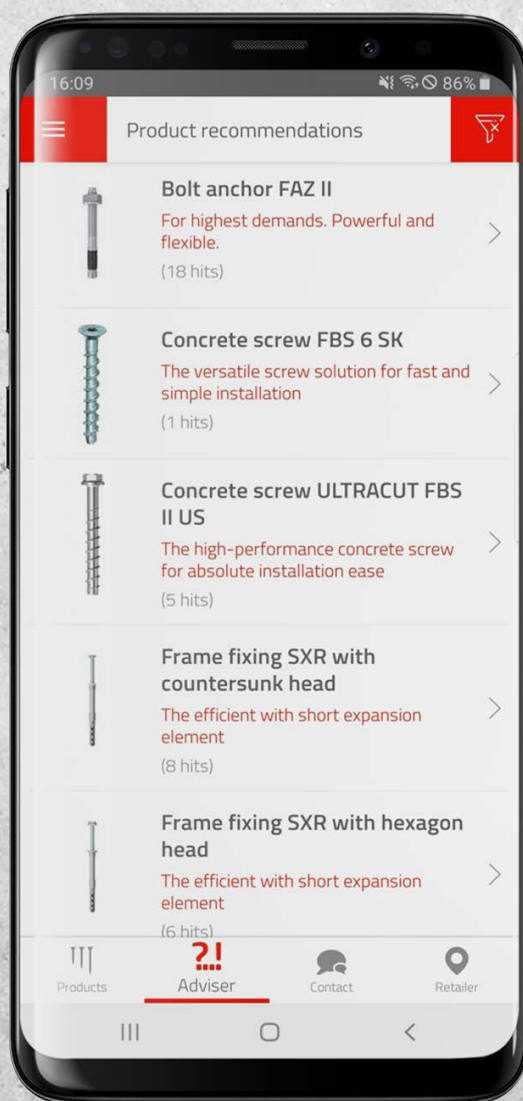 16:09
86%
Product recommendations
Bolt anchor FAZ II
For highest demands. Powerful and
flexible.
(18 hits)
Concrete screw FBS 6 SK
The versatile screw solution for fast and
simple installation
(1 hits)
Concrete screw ULTRACUT FBS
II US
The high-performance concrete screw
for absolute installation ease
(5 hits)
Frame fixing SXR with
countersunk head
The efficient with short expansion
element
(8 hits)
Frame fixing SXR with hexagon
head
The efficient with short expansion
element
(6 hits)
?!
Products
Adviser
Contact
Retailer